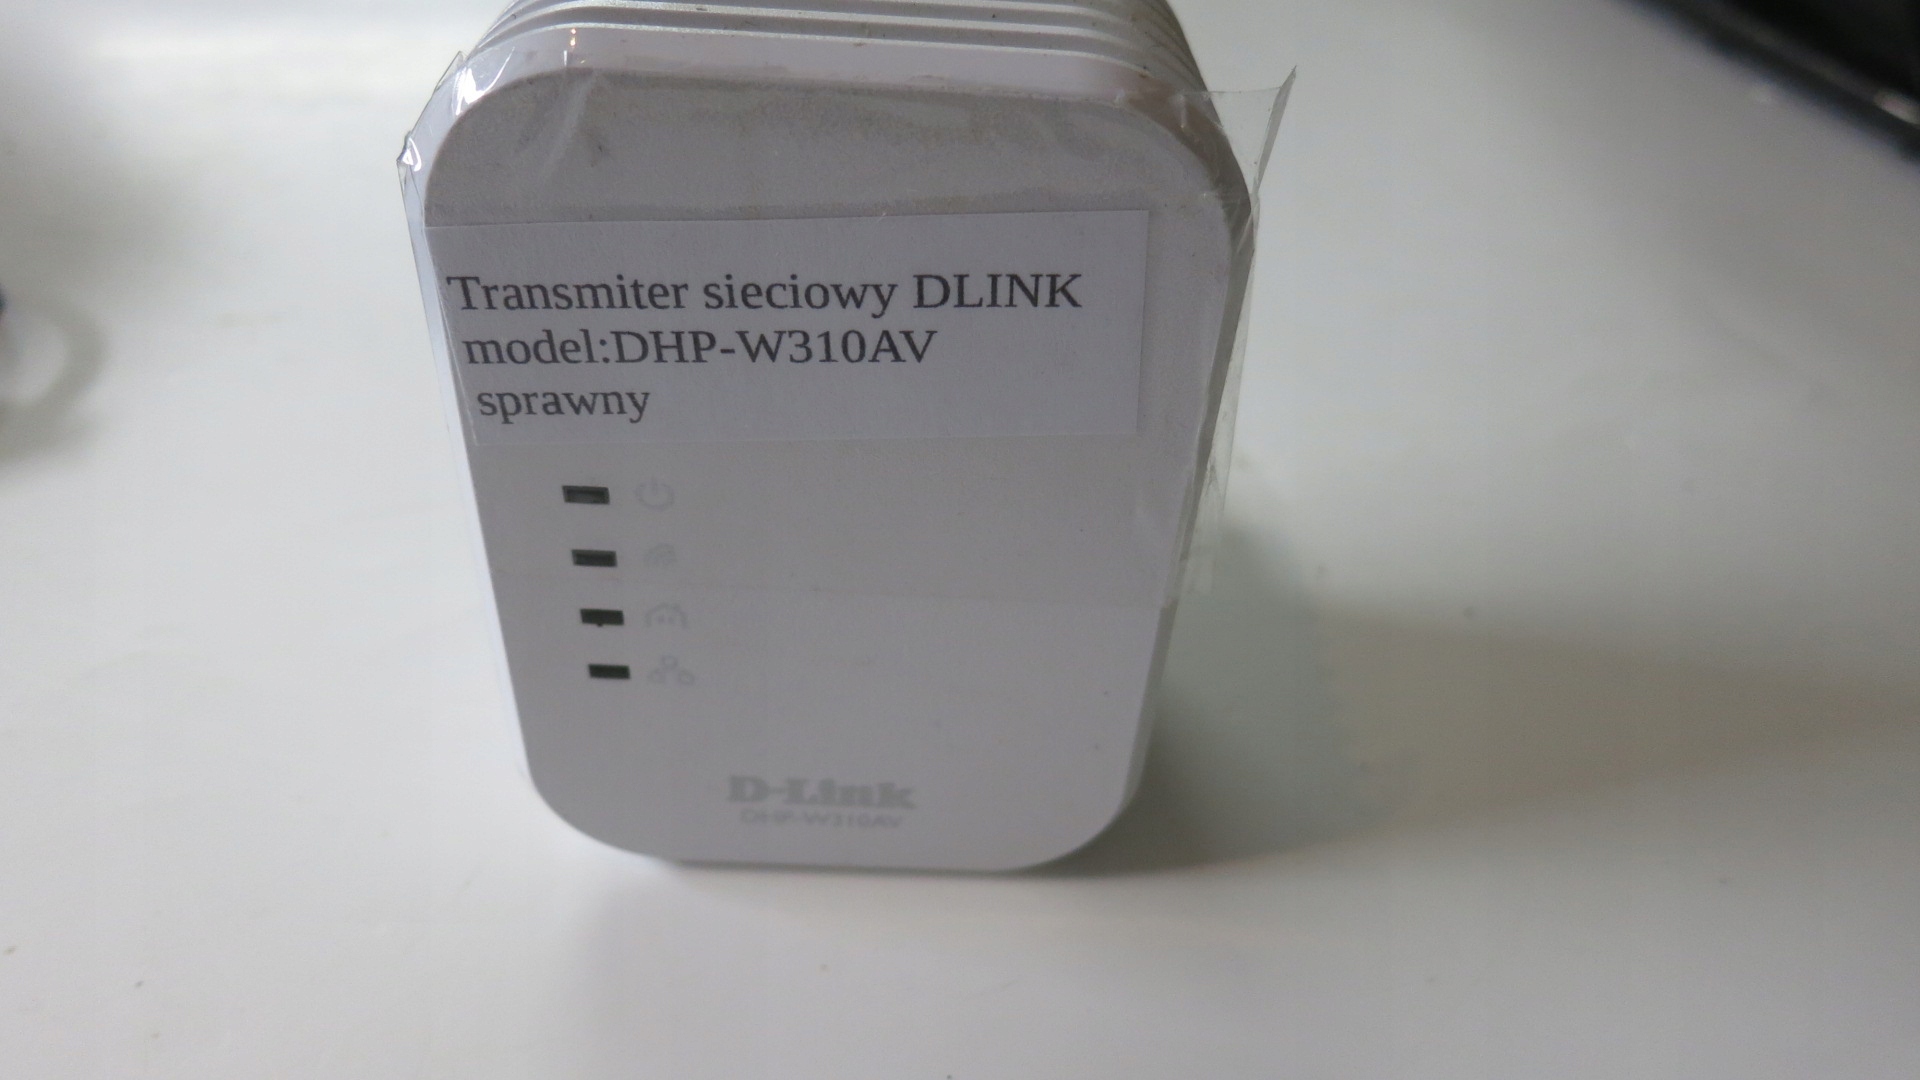 Transmiter sieciowy DLINK
model:DHP-W310AV
sprawny
D-Link
DHP-W310AV